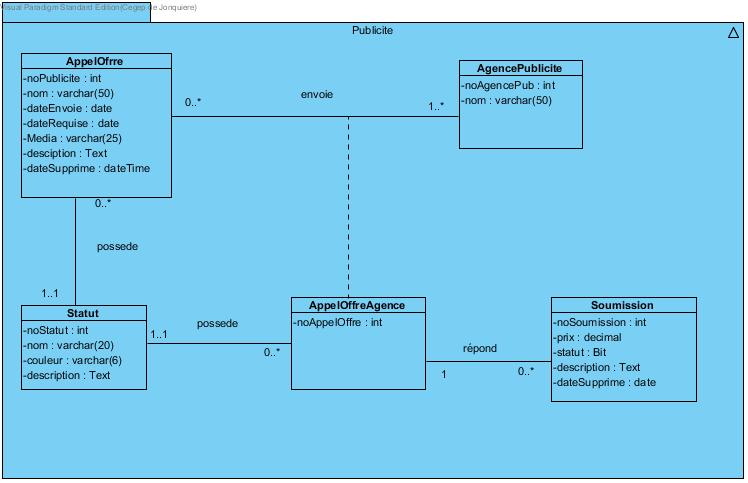 Visual Paradigm Standard Edition(Cegep de Jonquiere)
Publicite
AppelOfrre
-noPublicite : int
-nom : varchar(50)
-dateEnvoie : date
-dateRequise : date
-Media : varchar(25)
-desciption : Text
-dateSupprime : dateTime
0..*
envoie
1..*
AgencePublicite
-noAgencePub : int
-nom : varchar(50)
0..*
possede
1..1
Statut
-noStatut : int
-nom : varchar(20)
-couleur : varchar(6)
-description : Text
1..1
possede
0..*
AppelOffreAgence
-noAppelOffre : int
1
répond
0..*
Soumission
-noSoumission : int
-prix : decimal
-statut : Bit
-description : Text
-dateSupprime : date